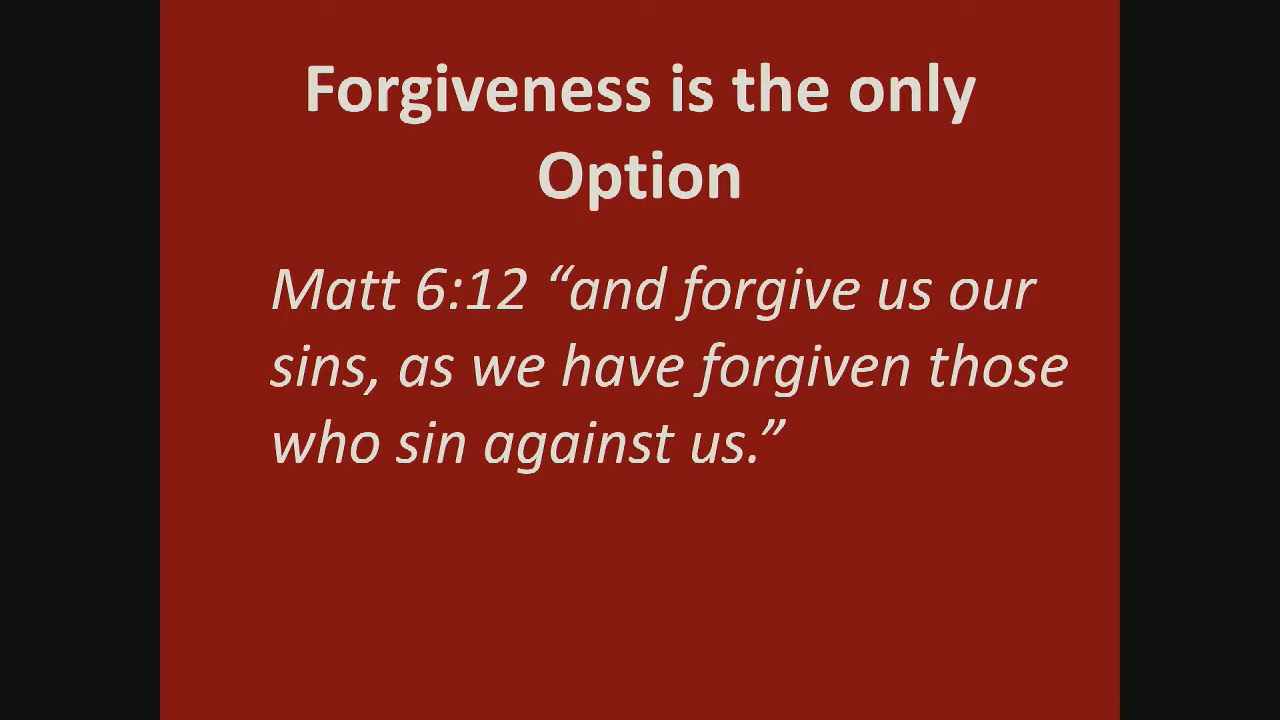 Forgiveness is the only
Option
Matt 6:12 “and forgive us our
sins, as we have forgiven those
who sin against us.”